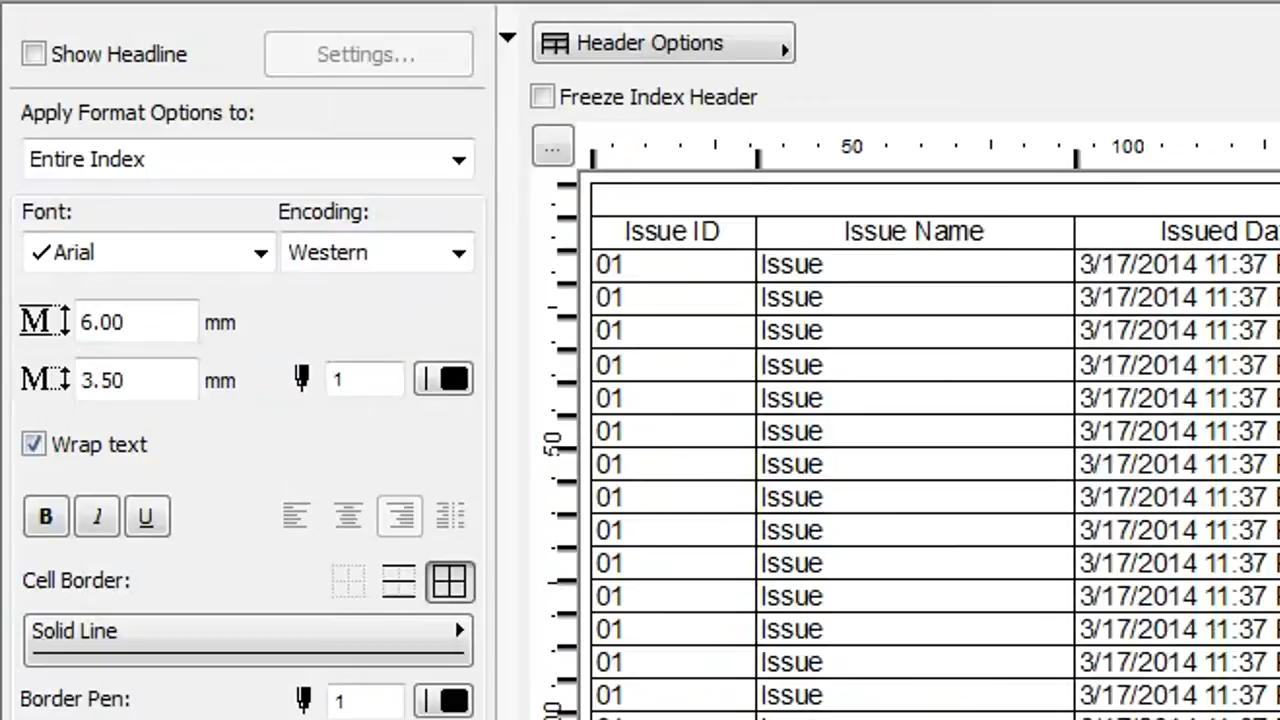 Show Headline
Settings...
Apply Format Options to:
Entire Index
Font:
Encoding:
Arial
Western
M 6.00 mm
M 3.50 mm
1
Wrap text
B I U
Cell Border:
Solid Line
Border Pen:
1
Header Options
Freeze Index Header
...
50 100
50
Issue ID Issue Name Issued Da
01 Issue 3/17/2014 11:37
01 Issue 3/17/2014 11:37
01 Issue 3/17/2014 11:37
01 Issue 3/17/2014 11:37
01 Issue 3/17/2014 11:37
01 Issue 3/17/2014 11:37
01 Issue 3/17/2014 11:37
01 Issue 3/17/2014 11:37
01 Issue 3/17/2014 11:37
01 Issue 3/17/2014 11:37
01 Issue 3/17/2014 11:37
01 Issue 3/17/2014 11:37
01 Issue 3/17/2014 11:37
01 Issue 3/17/2014 11:37